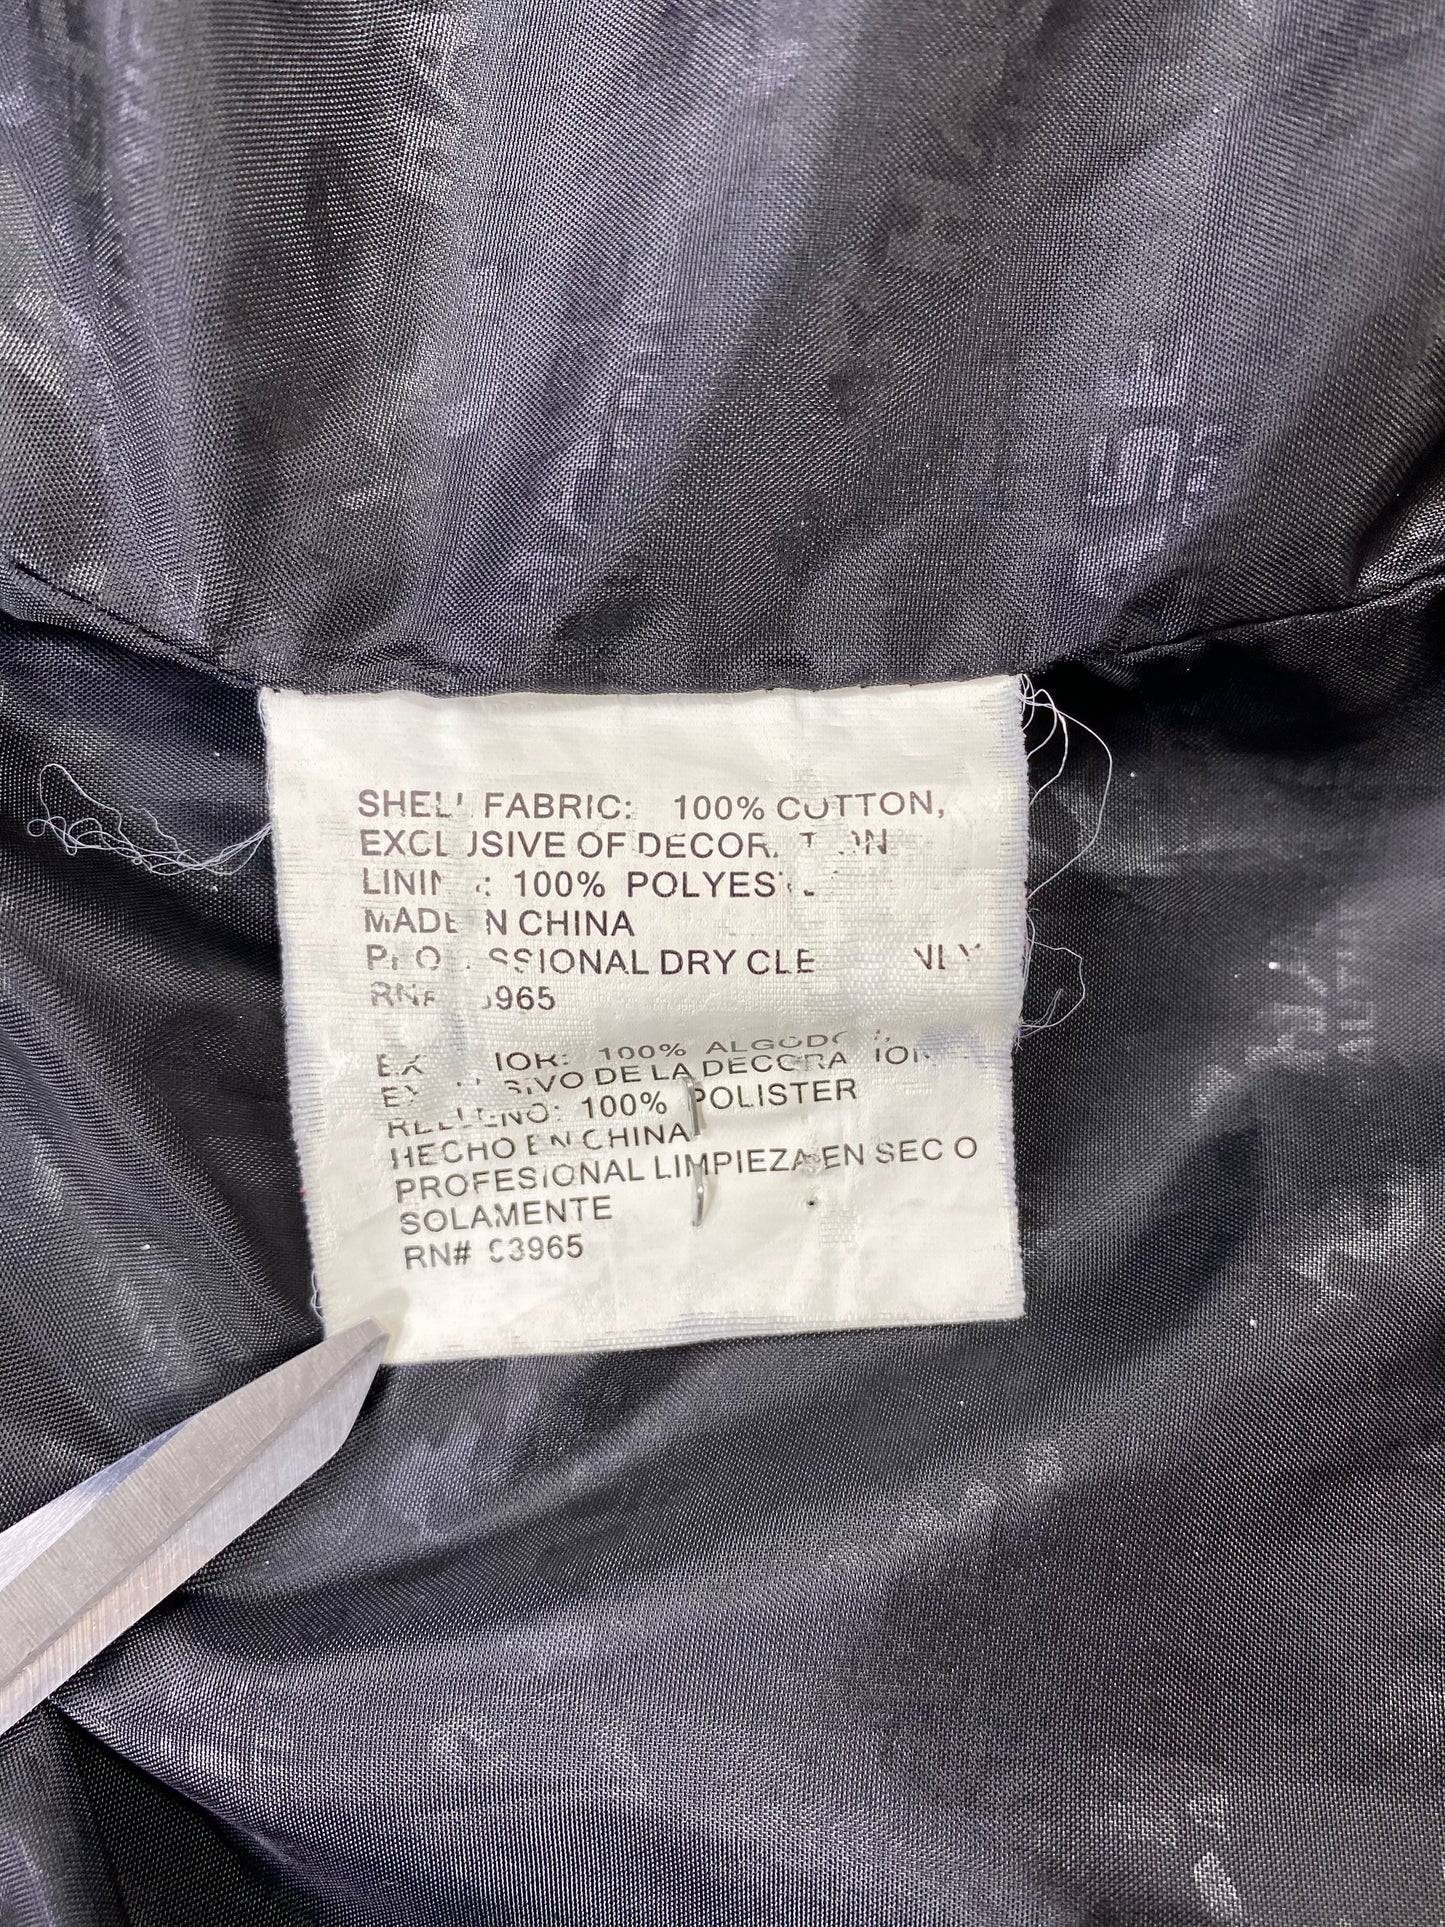 SHELL FABRIC: 100% COTTON,
EXCLUSIVE OF DECORATION
LINING: 100% POLYESTER
MADE IN CHINA
PROFESSIONAL DRY CLEAN ONLY
RN# 3965
EXTERIOR: 100% ALGODON,
EXCLUSIVO DE LA DECORACION
RELLENO: 100% POLISTER
HECHO EN CHINA
PROFESIONAL LIMPIEZA EN SEC O
SOLAMENTE
RN# 3965